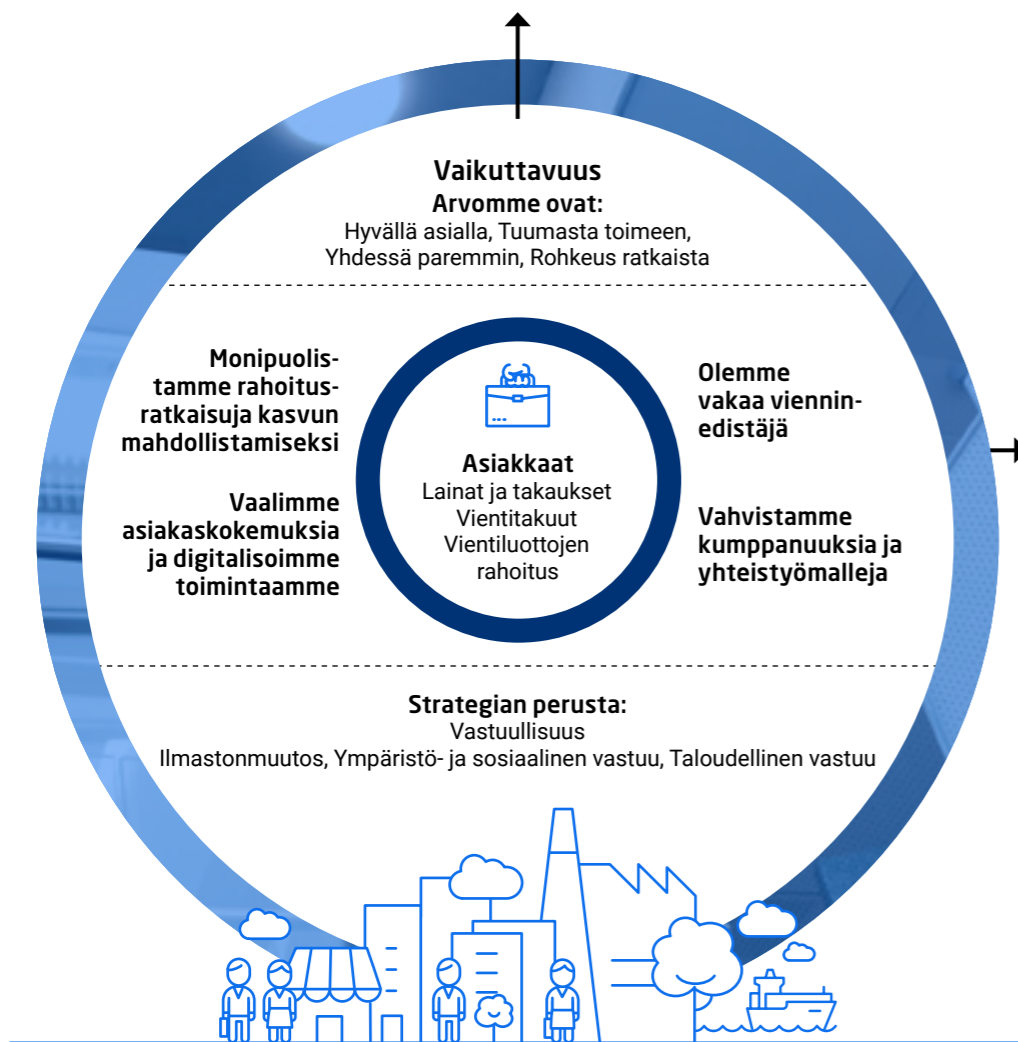 Vaikuttavuus
Arvomme ovat:
Hyvällä asialla, Tuumasta toimeen,
Yhdessä paremmin, Rohkeus ratkaista
Monipuolis-
tamme rahoitus-
ratkaisuja kasvun
mahdollistamiseksi
Vaalimme
asiakaskokemuksia
ja digitalisoimme
toimintaamme
Asiakkaat
Lainat ja takaukset
Vientitakuut
Vientiluottojen
rahoitus
Olemme
vakaa viennin-
edistäjä
Vahvistamme
kumppanuuksia ja
yhteistyömalleja
Strategian perusta:
Vastuullisuus
Ilmastonmuutos, Ympäristö- ja sosiaalinen vastuu, Taloudellinen vastuu